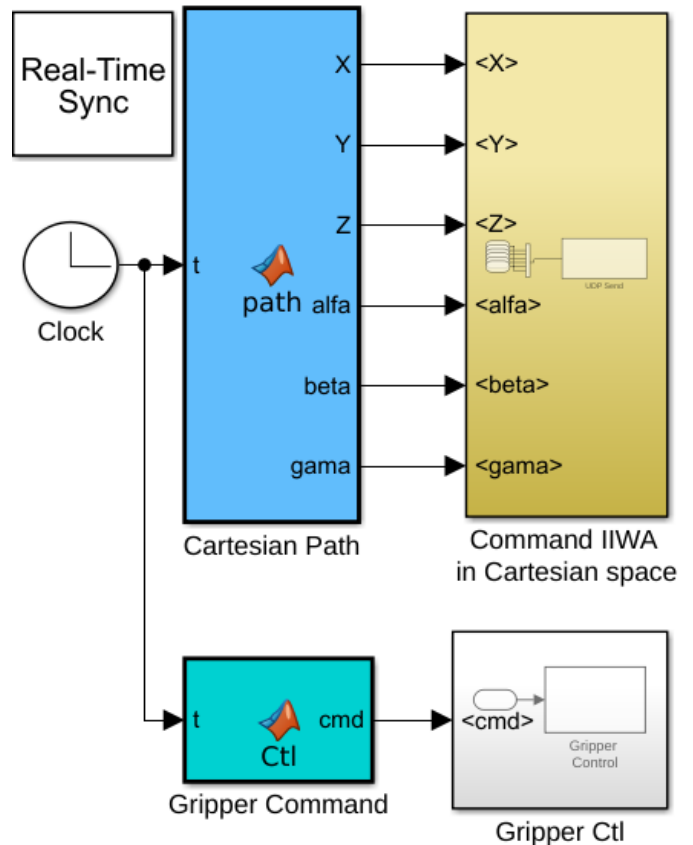 Real-Time
Sync
Clock
t
path
X
Y
Z
alfa
beta
gama
Cartesian Path
<X>
<Y>
<Z>
UDP Send
<alfa>
<beta>
<gama>
Command IIWA
in Cartesian space
t
Ctl
cmd
Gripper Command
<cmd>
Gripper
Control
Gripper Ctl